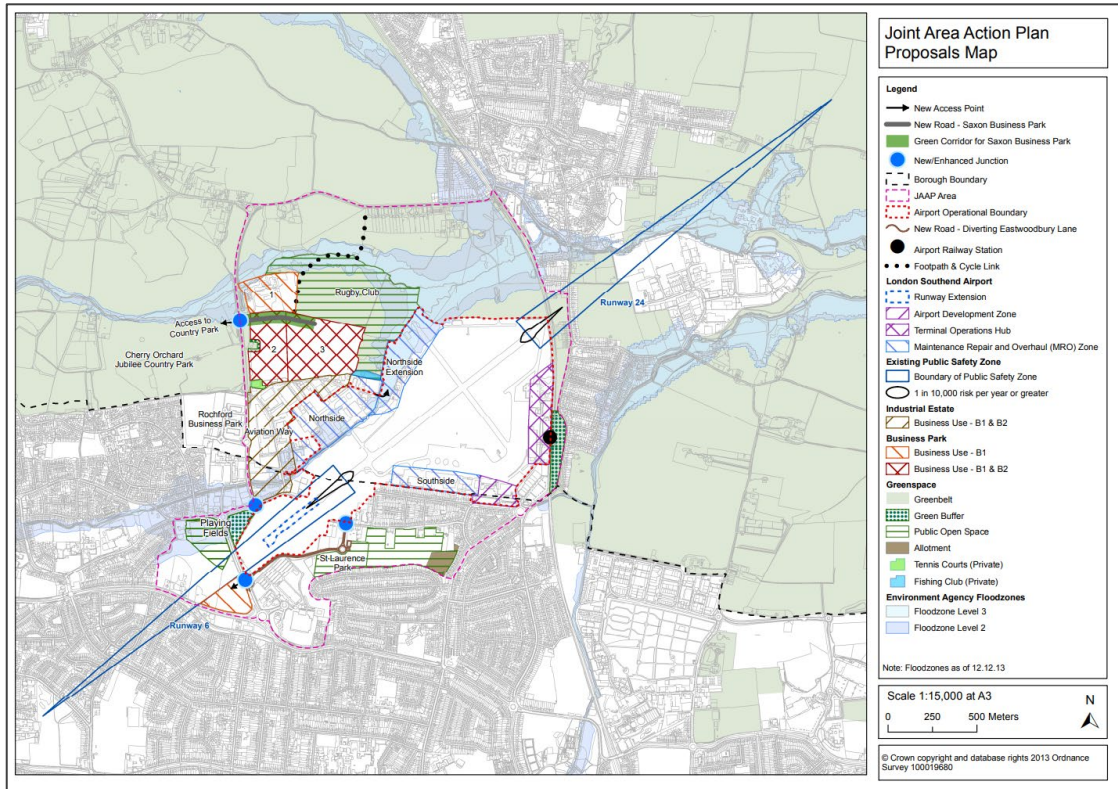 Joint Area Action Plan
Proposals Map
Legend
New Access Point
New Road - Saxon Business Park
Green Corridor for Saxon Business Park
New/Enhanced Junction
Borough Boundary
JAAP Area
Airport Operational Boundary
New Road - Diverting Eastwoodbury Lane
Airport Railway Station
Footpath & Cycle Link
London Southend Airport
Runway Extension
Airport Development Zone
Terminal Operations Hub
Maintenance Repair and Overhaul (MRO) Zone
Existing Public Safety Zone
Boundary of Public Safety Zone
1 in 10,000 risk per year or greater
Industrial Estate
Business Use - B1 & B2
Business Park
Business Use - B1
Business Use - B1 & B2
Greenspace
Greenbelt
Green Buffer
Public Open Space
Allotment
Tennis Courts (Private)
Fishing Club (Private)
Environment Agency Floodzones
Floodzone Level 3
Floodzone Level 2
Note: Floodzones as of 12.12.13
Scale 1:15,000 at A3
N
0 250 500 Meters
© Crown copyright and database rights 2013 Ordnance
Survey 100019680
1
Rugby Club
Runway 24
Access to
Country Park
2
3
Cherry Orchard
Jubilee Country Park
Northside
Extension
Rochford
Business Park
Northside
Aviation Way
Southside
Playing
Fields
St Laurence
Park
Runway 6